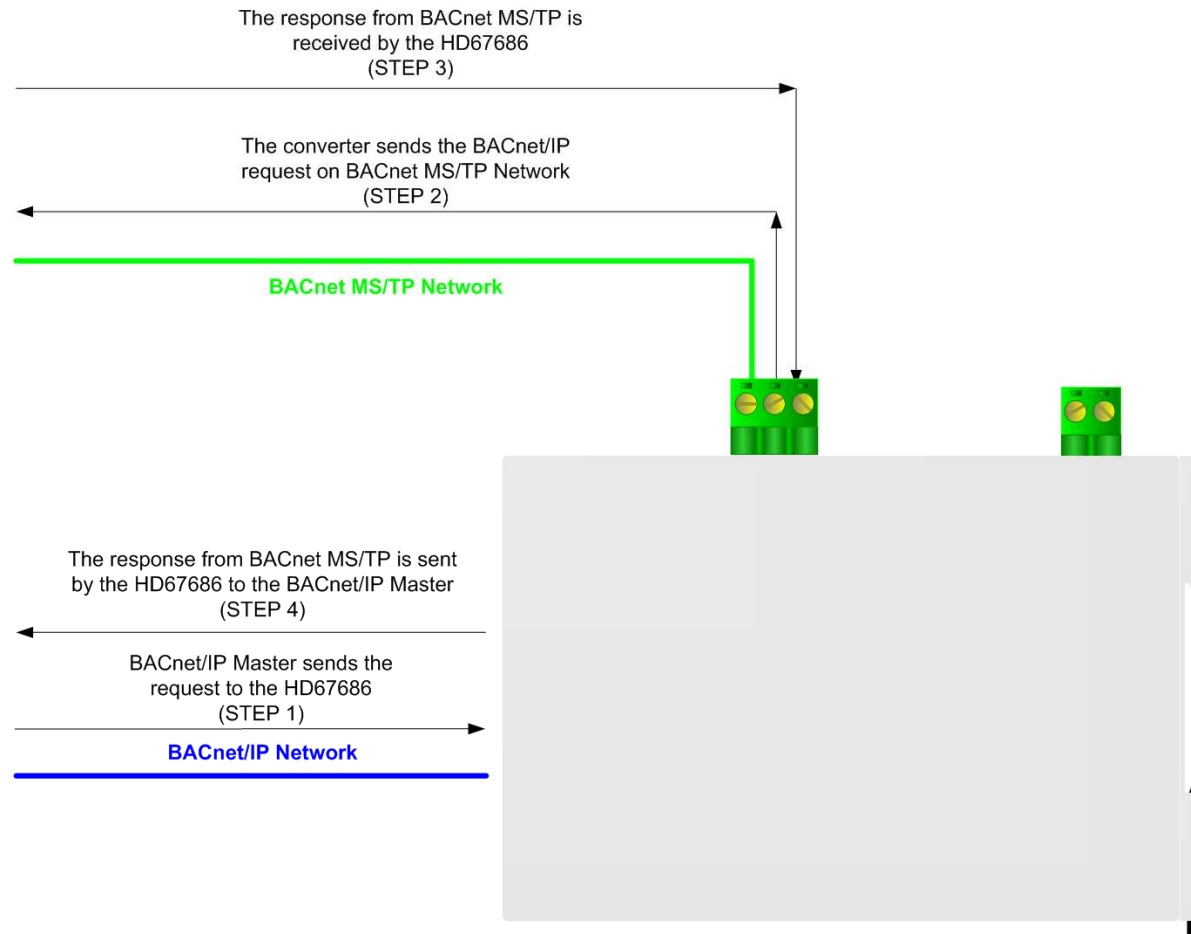 The response from BACnet MS/TP is
received by the HD67686
(STEP 3)
The converter sends the BACnet/IP
request on BACnet MS/TP Network
(STEP 2)
BACnet MS/TP Network
The response from BACnet MS/TP is sent
by the HD67686 to the BACnet/IP Master
(STEP 4)
BACnet/IP Master sends the
request to the HD67686
(STEP 1)
BACnet/IP Network